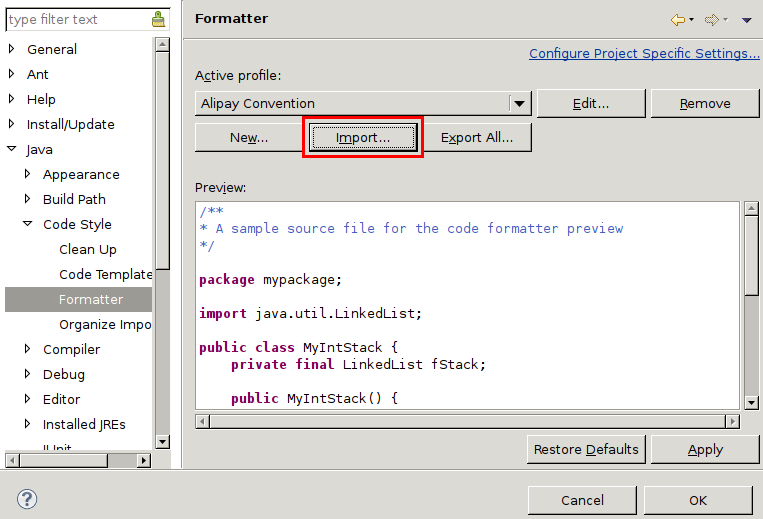 type filter text
General
Ant
Help
Install/Update
Java
Appearance
Build Path
Code Style
Clean Up
Code Template
Formatter
Organize Impo
Compiler
Debug
Editor
Installed JREs
JUnit
Formatter
Configure Project Specific Settings...
Active profile:
Alipay Convention
Edit...
Remove
New...
Import...
Export All...
Preview:
/**
* A sample source file for the code formatter preview
*/
package mypackage;
import java.util.LinkedList;
public class MyIntStack {
private final LinkedList fStack;
public MyIntStack() {
Restore Defaults
Apply
?
Cancel
OK